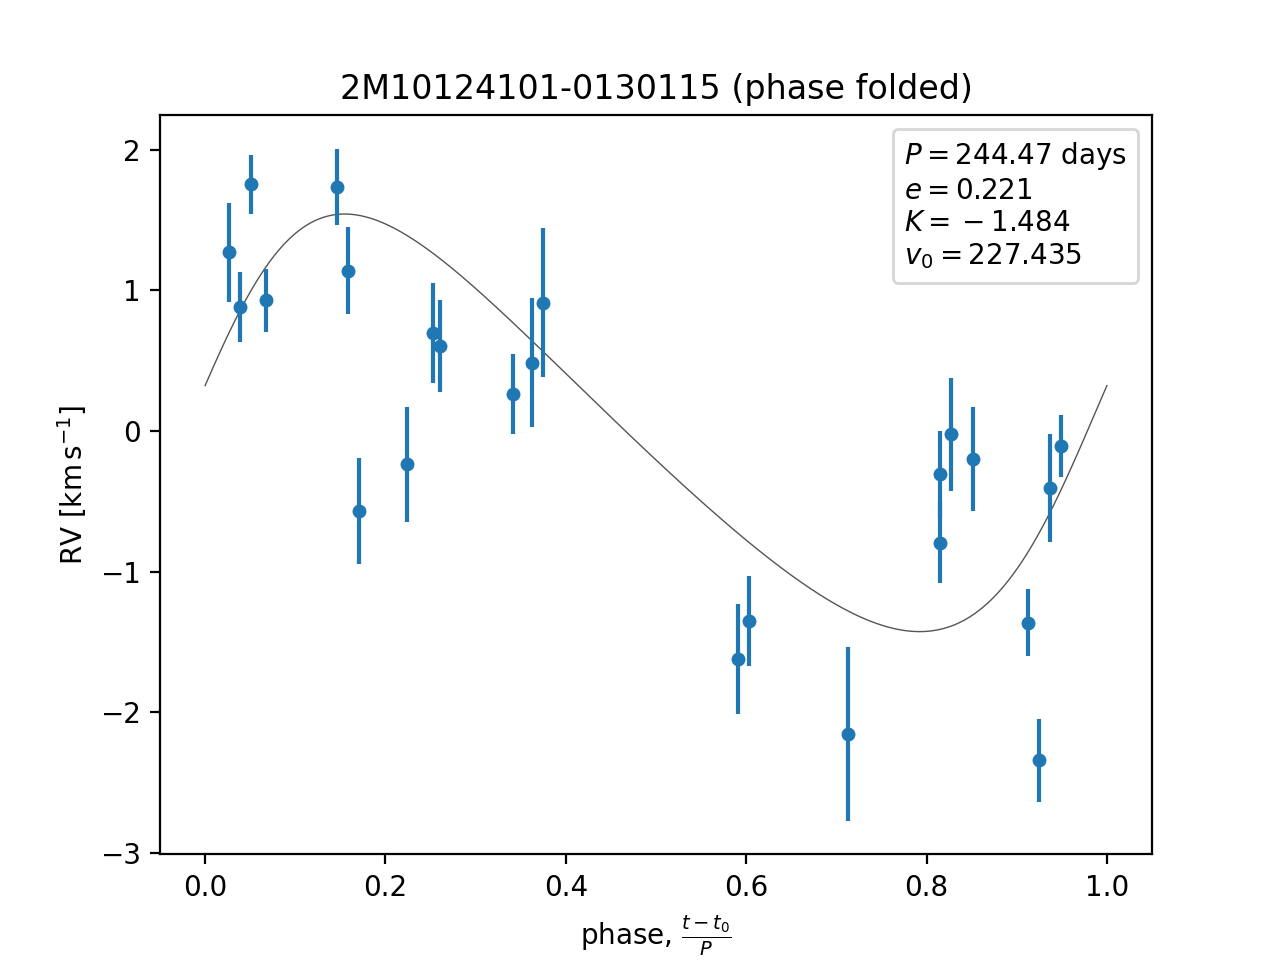 2M10124101-0130115 (phase folded)
P = 244.47 days
e = 0.221
K = −1.484
v₀ = 227.435
RV [km s⁻¹]
2
1
0
−1
−2
−3
0.0 0.2 0.4 0.6 0.8 1.0
phase, (t − t₀)/P